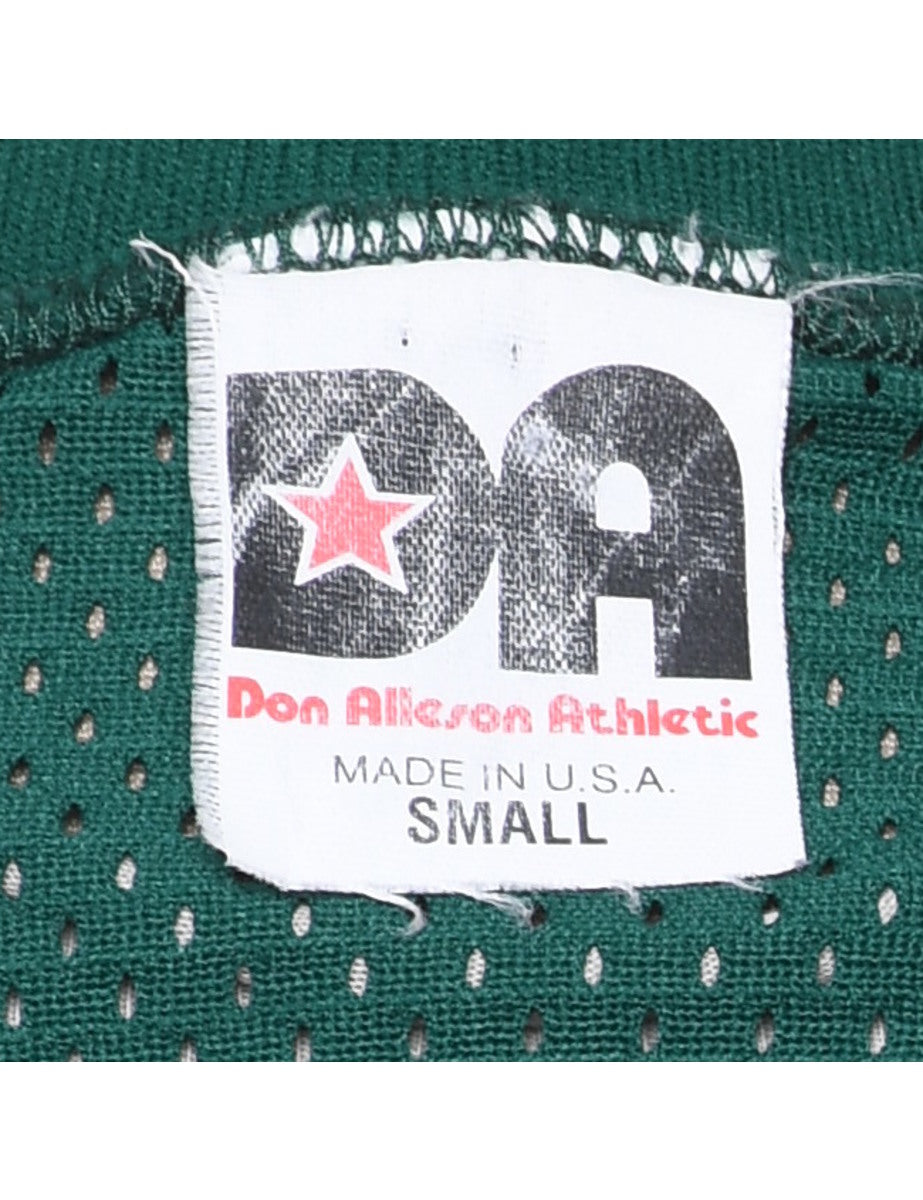 DA
Don Alleson Athletic
MADE IN U.S.A.
SMALL